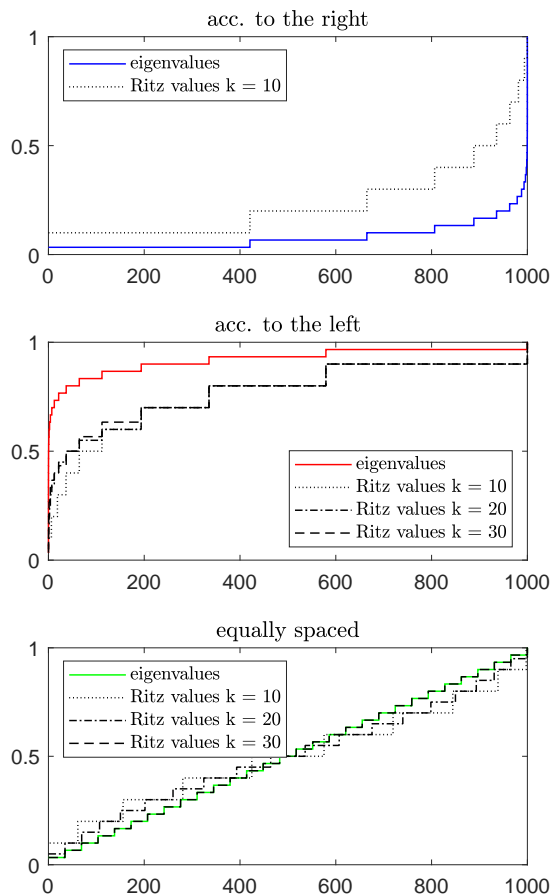 acc. to the right
1
eigenvalues
Ritz values k = 10
0.5
0
0 200 400 600 800 1000
acc. to the left
1
0.5
eigenvalues
Ritz values k = 10
Ritz values k = 20
Ritz values k = 30
0
0 200 400 600 800 1000
equally spaced
1
eigenvalues
Ritz values k = 10
Ritz values k = 20
Ritz values k = 30
0.5
0
0 200 400 600 800 1000